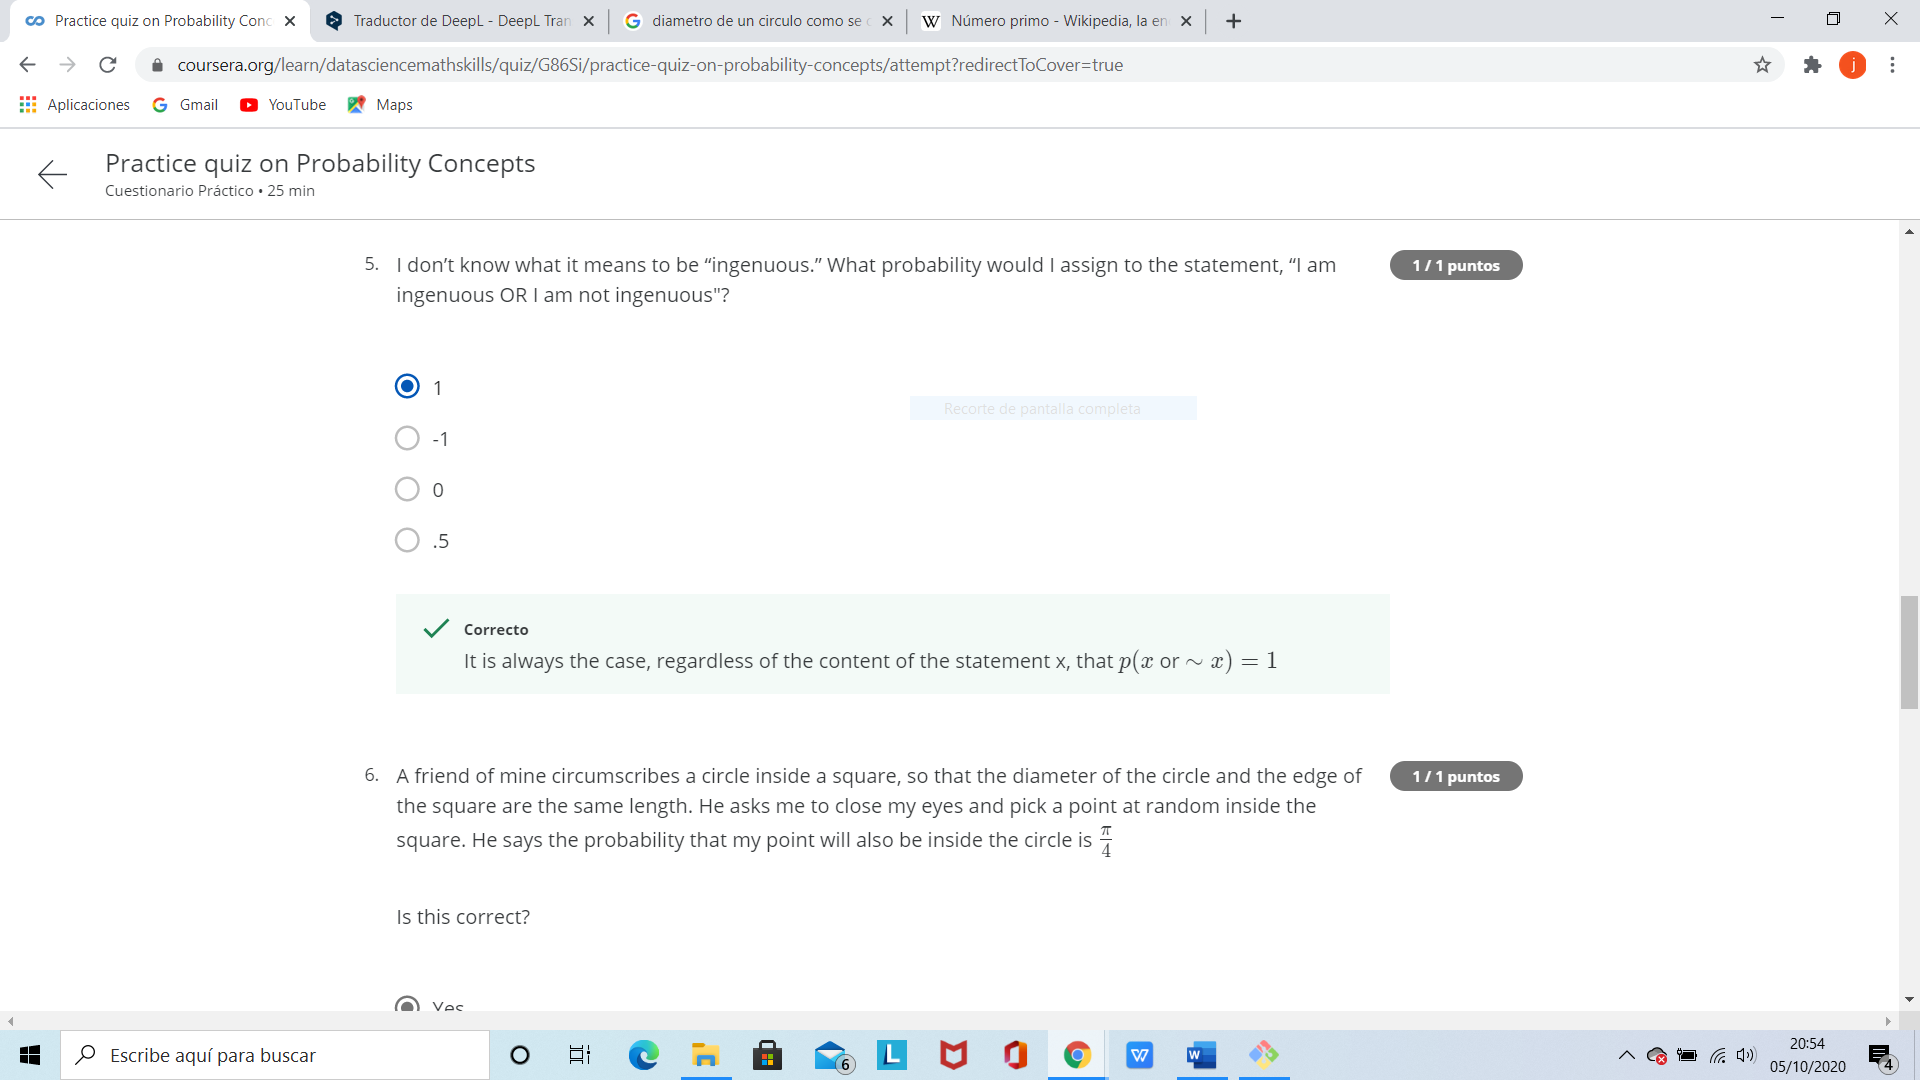 Practice quiz on Probability Conc
Traductor de DeepL - DeepL Tran
diametro de un circulo como se c
Número primo - Wikipedia, la en
coursera.org/learn/datasciencemathskills/quiz/G86Si/practice-quiz-on-probability-concepts/attempt?redirectToCover=true
j
Aplicaciones
Gmail
YouTube
Maps
Practice quiz on Probability Concepts
Cuestionario Práctico • 25 min
5. I don’t know what it means to be “ingenuous.” What probability would I assign to the statement, “I am
ingenuous OR I am not ingenuous"?
1 / 1 puntos
1
Recorte de pantalla completa
-1
0
.5
Correcto
It is always the case, regardless of the content of the statement x, that p(x or ∼ x) = 1
6. A friend of mine circumscribes a circle inside a square, so that the diameter of the circle and the edge of
the square are the same length. He asks me to close my eyes and pick a point at random inside the
square. He says the probability that my point will also be inside the circle is π/4
1 / 1 puntos
Is this correct?
Yes
Escribe aquí para buscar
6
L
W
W
20:54
05/10/2020
4